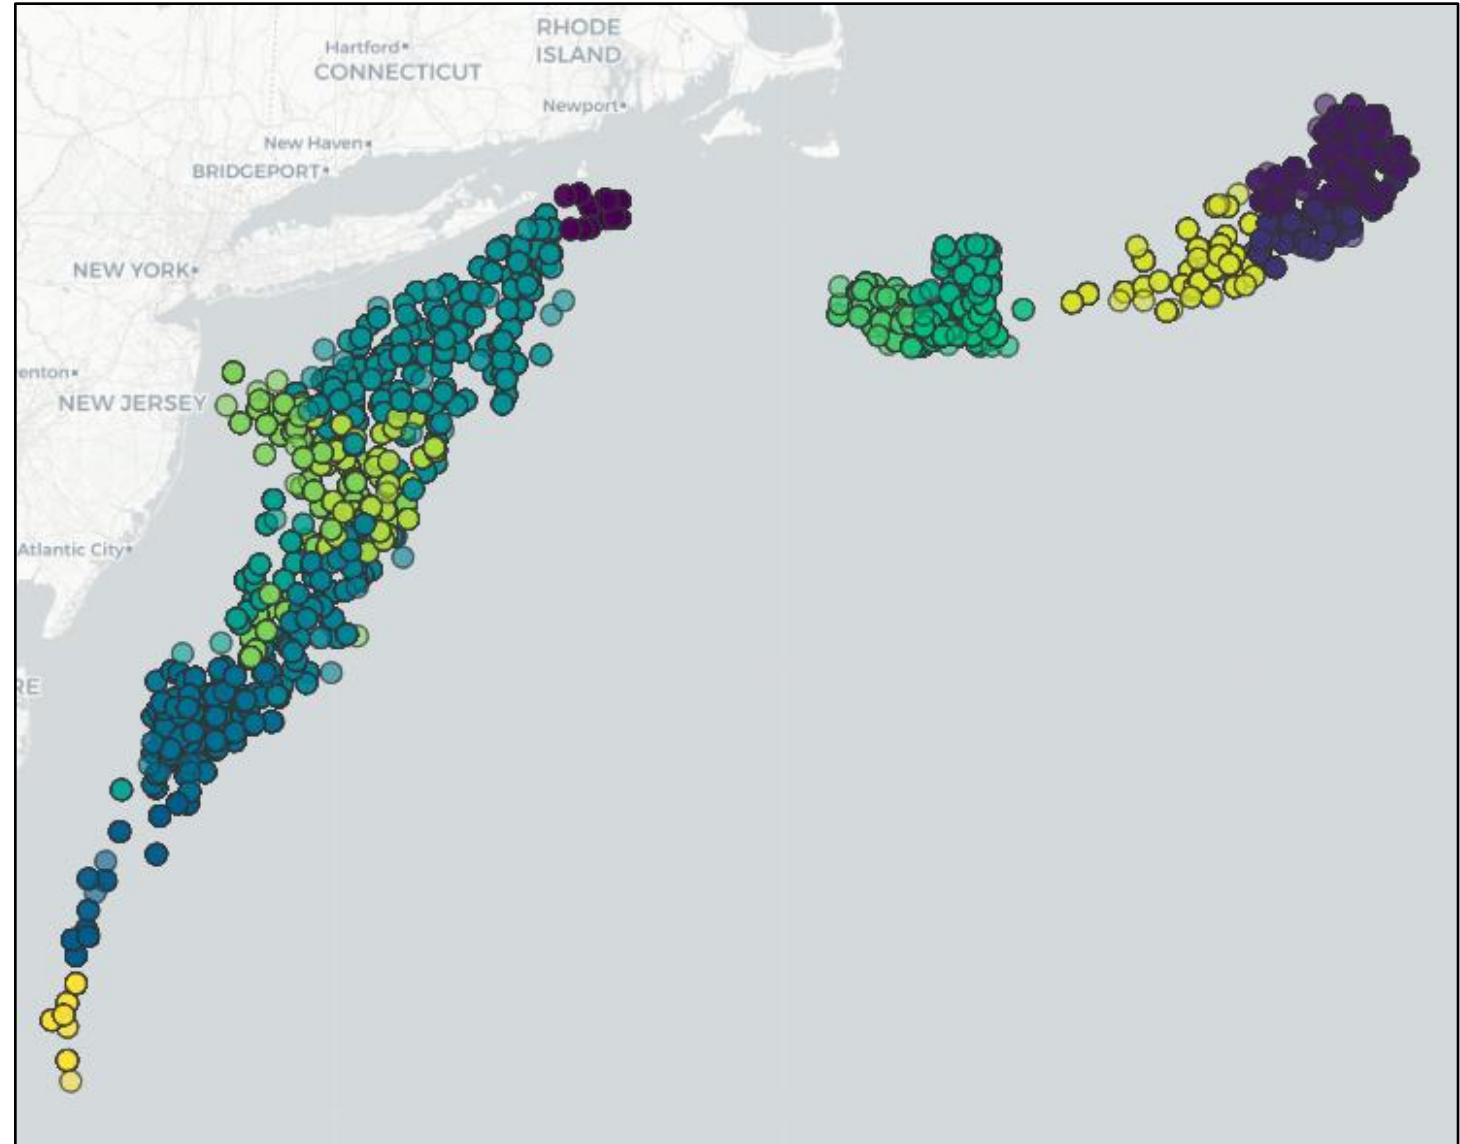 RHODE
ISLAND
Hartford
CONNECTICUT
Newport
New Haven
BRIDGEPORT
NEW YORK
enton
NEW JERSEY
Atlantic City
RE